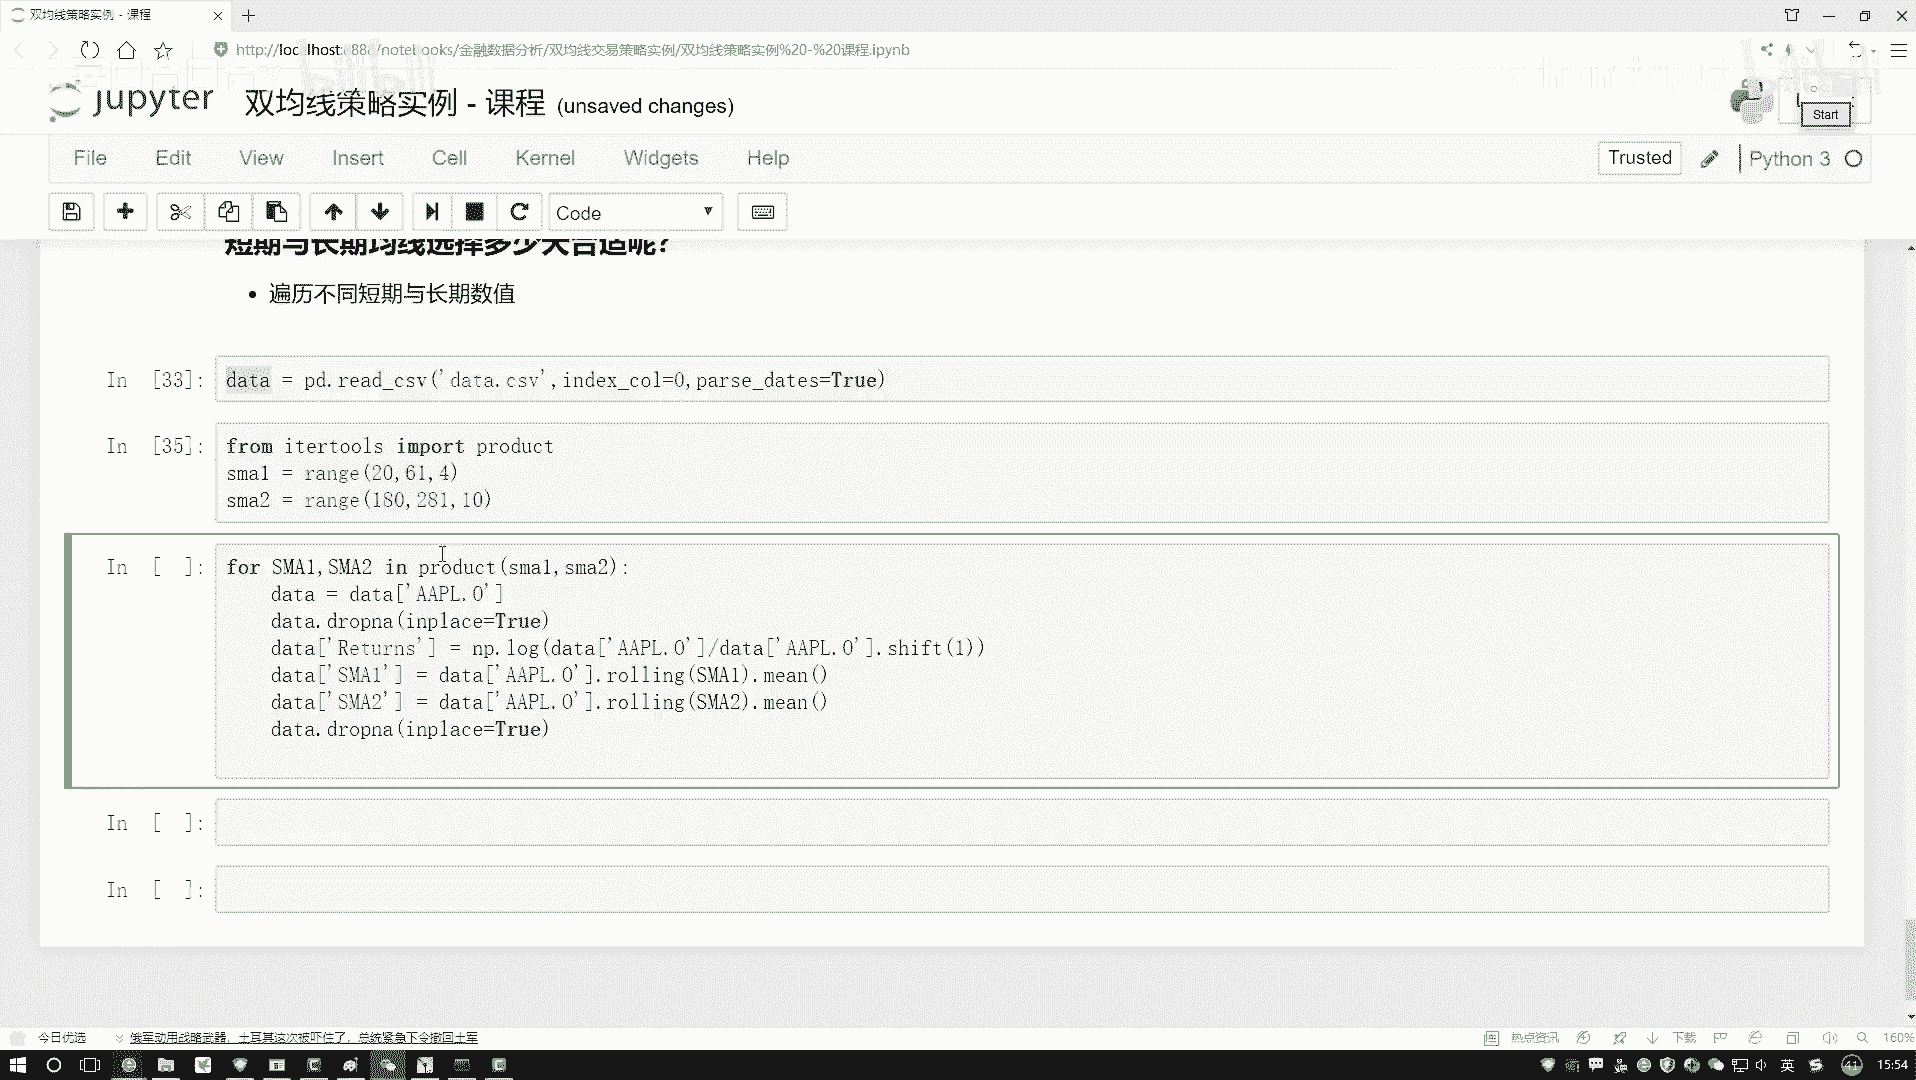 双均线策略实例 - 课程
http://localhost:888/notebooks/金融数据分析/双均线交易策略实例/双均线策略实例%20-%20课程.ipynb
jupyter
双均线策略实例 - 课程 (unsaved changes)
Start
File Edit View Insert Cell Kernel Widgets Help
Trusted
Python 3
Code
短期与长期均线选择多少天合适呢?
• 遍历不同短期与长期数值
In [33]:
data = pd.read_csv('data.csv',index_col=0,parse_dates=True)
In [35]:
from itertools import product
sma1 = range(20,61,4)
sma2 = range(180,281,10)
In [ ]:
for SMA1,SMA2 in product(sma1,sma2):
data = data['AAPL.O']
data.dropna(inplace=True)
data['Returns'] = np.log(data['AAPL.O']/data['AAPL.O'].shift(1))
data['SMA1'] = data['AAPL.O'].rolling(SMA1).mean()
data['SMA2'] = data['AAPL.O'].rolling(SMA2).mean()
data.dropna(inplace=True)
In [ ]:
In [ ]:
今日优选
俄军动用战略武器,土耳其这次被吓住了,总统紧急下令撤回土军
热点资讯
下载
160%
英
41
15:54